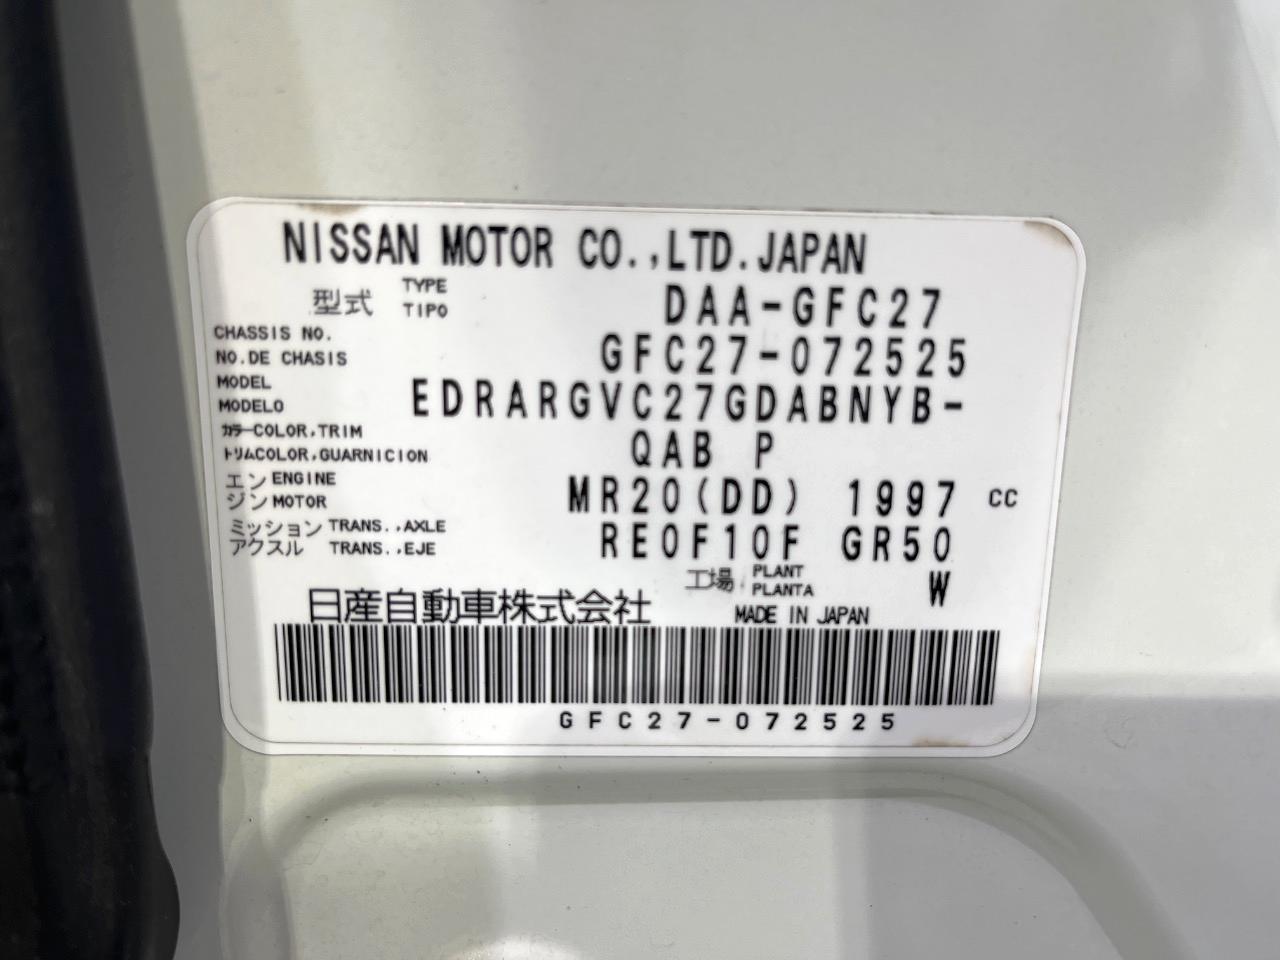 NISSAN MOTOR CO.,LTD.JAPAN
型式 TYPE TIPO DAA-GFC27
CHASSIS NO.
NO.DE CHASIS GFC27-072525
MODEL
MODELO EDRARGVC27GDABNYB-
カラーCOLOR,TRIM
トリムCOLOR,GUARNICION QAB P
エンジン ENGINE MOTOR MR20(DD) 1997 CC
ミッション TRANS.,AXLE
アクスル TRANS.,EJE RE0F10F GR50
工場 PLANT PLANTA W
日産自動車株式会社 MADE IN JAPAN
GFC27-072525